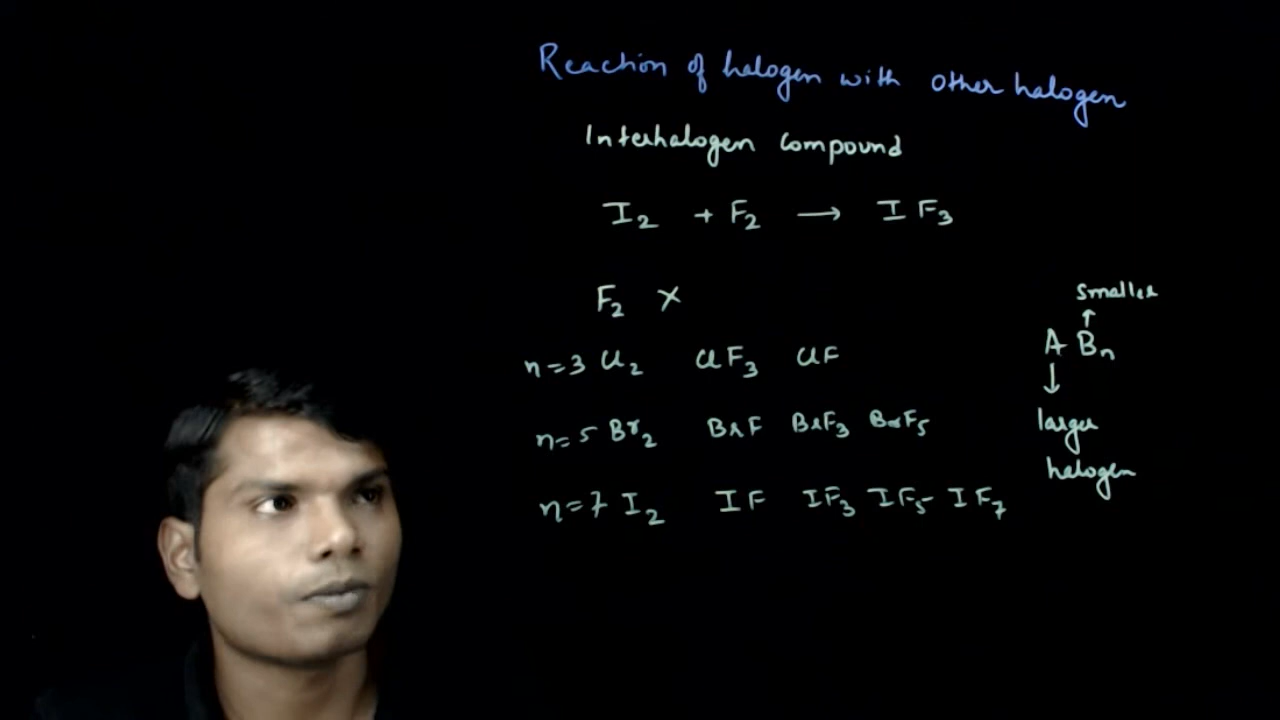 Reaction of halogen with other halogen
Interhalogen compound
I₂ + F₂ → I F₃
F₂ ×
smaller
↑
n=3 Cl₂ ClF₃ ClF
A Bn
↓
n=5 Br₂ BrF BrF₃ BrF₅
larger
halogen
n=7 I₂ IF IF₃ IF₅ IF₇